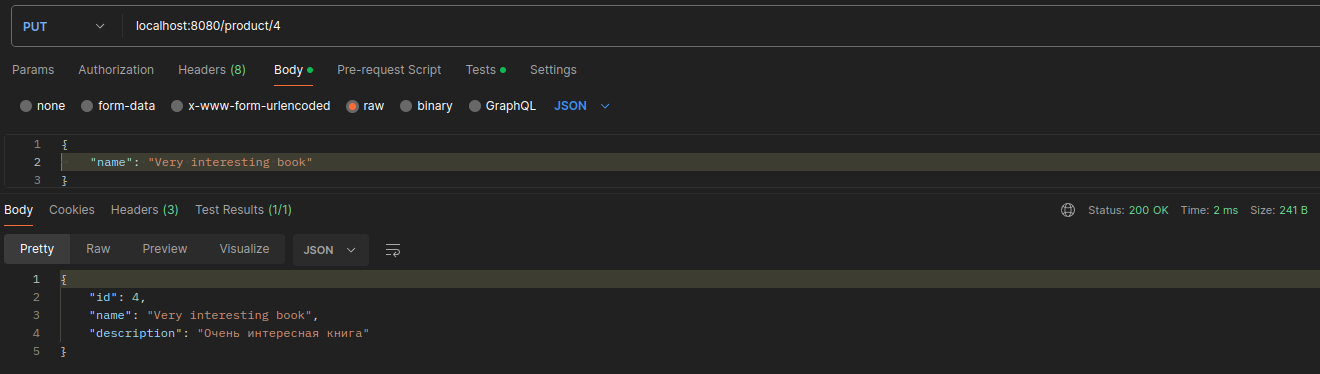 PUT localhost:8080/product/4
Params Authorization Headers (8) Body Pre-request Script Tests Settings
none form-data x-www-form-urlencoded raw binary GraphQL JSON
1 {
2 "name": "Very interesting book"
3 }
Body Cookies Headers (3) Test Results (1/1) Status: 200 OK Time: 2 ms Size: 241 B
Pretty Raw Preview Visualize JSON
1 {
2 "id": 4,
3 "name": "Very interesting book",
4 "description": "Очень интересная книга"
5 }